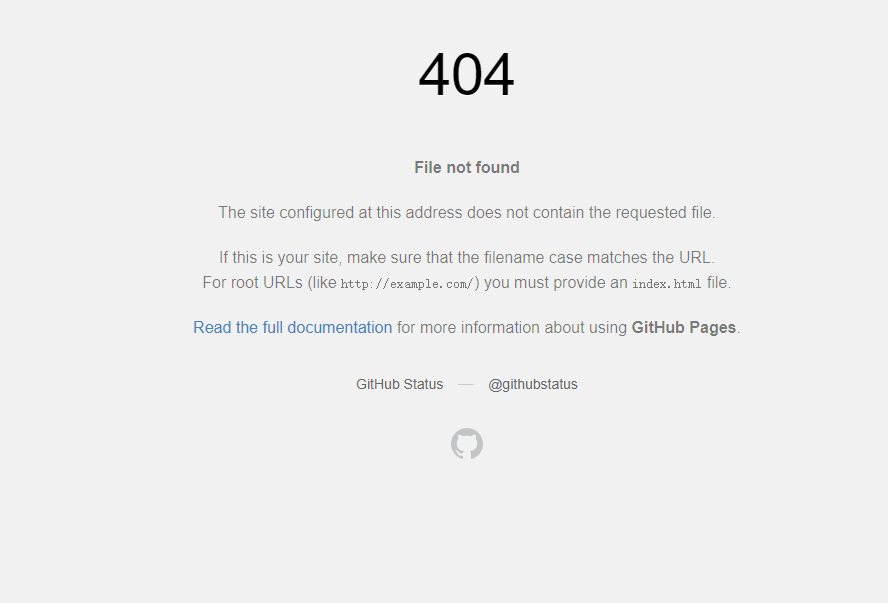 404
File not found
The site configured at this address does not contain the requested file.
If this is your site, make sure that the filename case matches the URL.
For root URLs (like http://example.com/) you must provide an index.html file.
Read the full documentation for more information about using GitHub Pages.
GitHub Status — @githubstatus